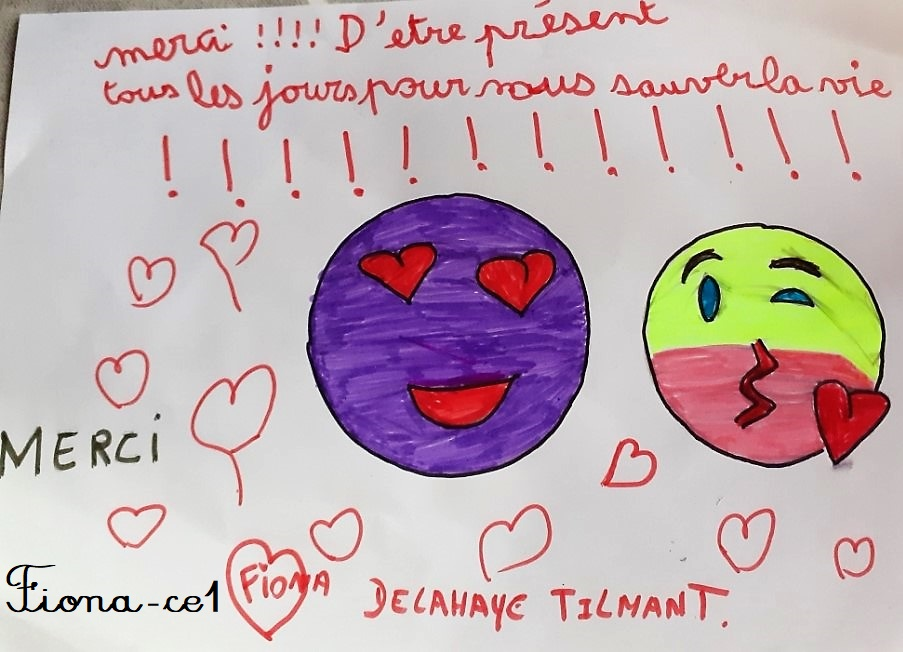 merci !!!! D'etre présent
tous les jours pour nous sauver la vie
! ! ! ! ! ! ! ! ! ! ! !
MERCi
Fiona-ce1
FiONA DELAHAYE TILMANT.